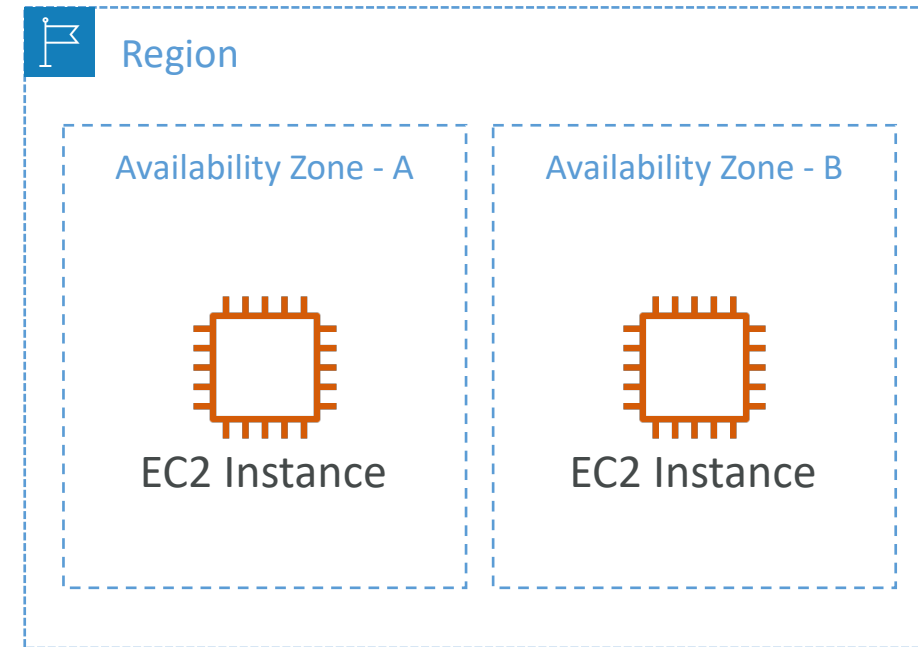 Region
Availability Zone - A
Availability Zone - B
EC2 Instance
EC2 Instance